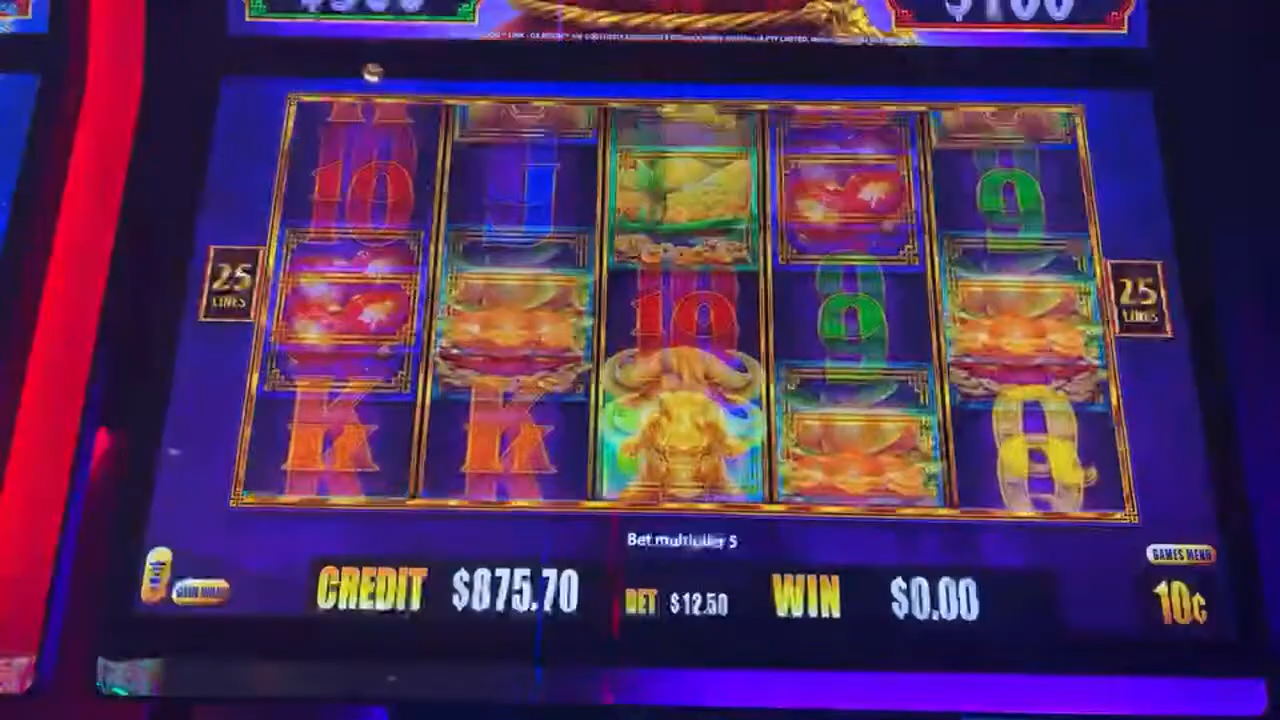 $100
10 J 9
25 LINES
10 9
25 LINES
K K Q
Bet multiplier 5
GAMES MENU
CREDIT $875.70 BET $12.50 WIN $0.00 10¢